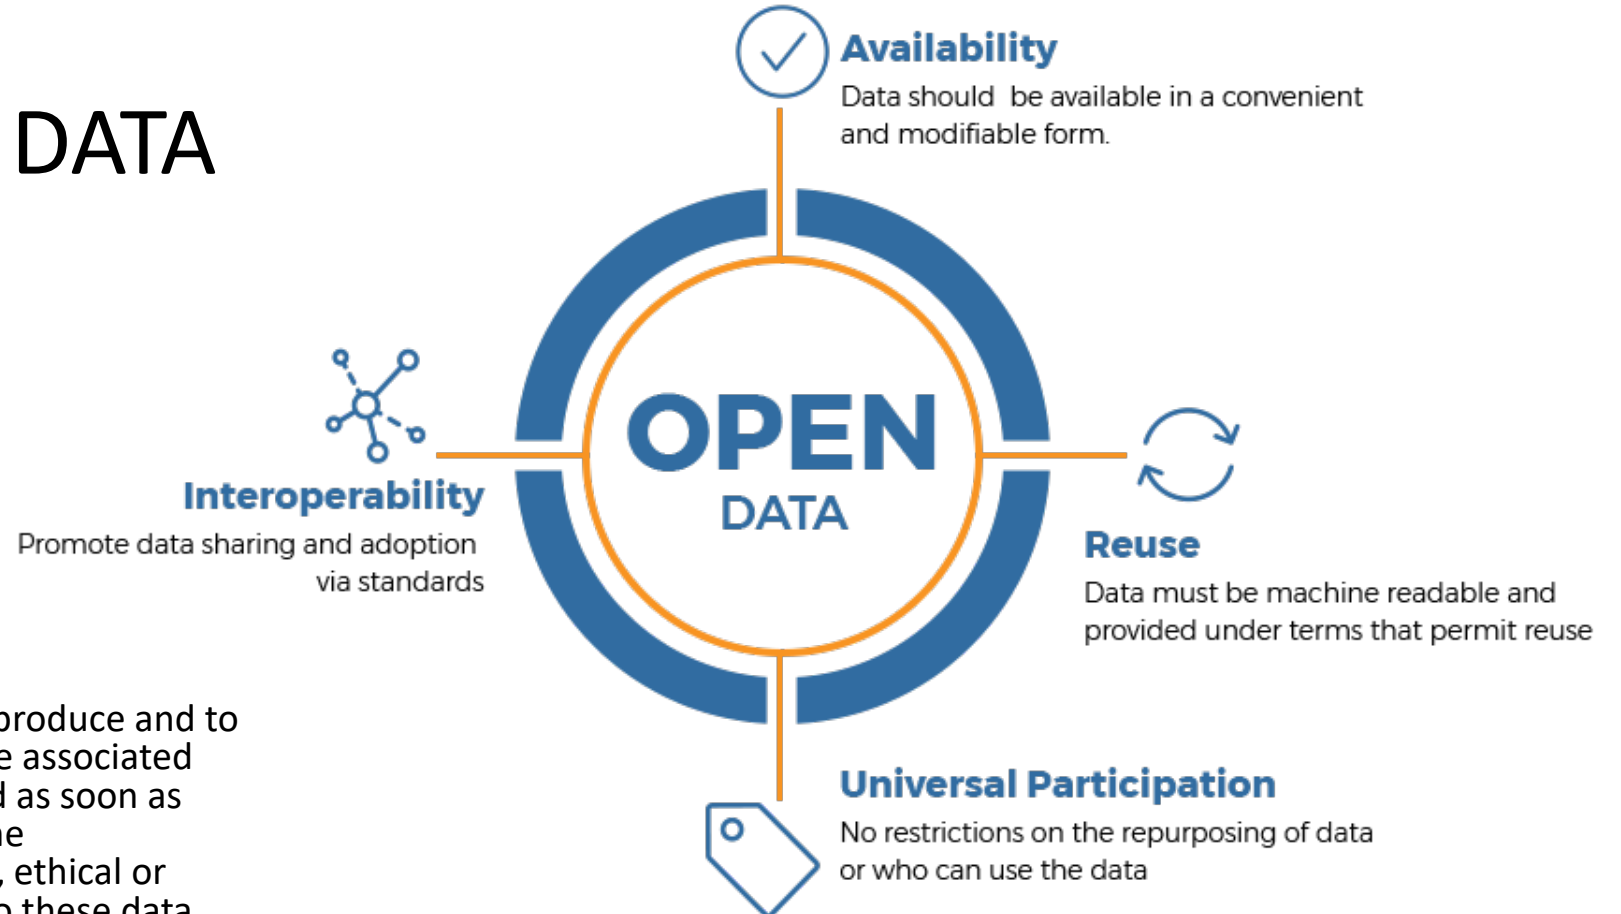 DATA
Availability
Data should be available in a convenient
and modifiable form.
OPEN
DATA
Interoperability
Promote data sharing and adoption
via standards
Reuse
Data must be machine readable and
provided under terms that permit reuse
Universal Participation
No restrictions on the repurposing of data
or who can use the data
and to
associated
as soon as
ethical or
these data